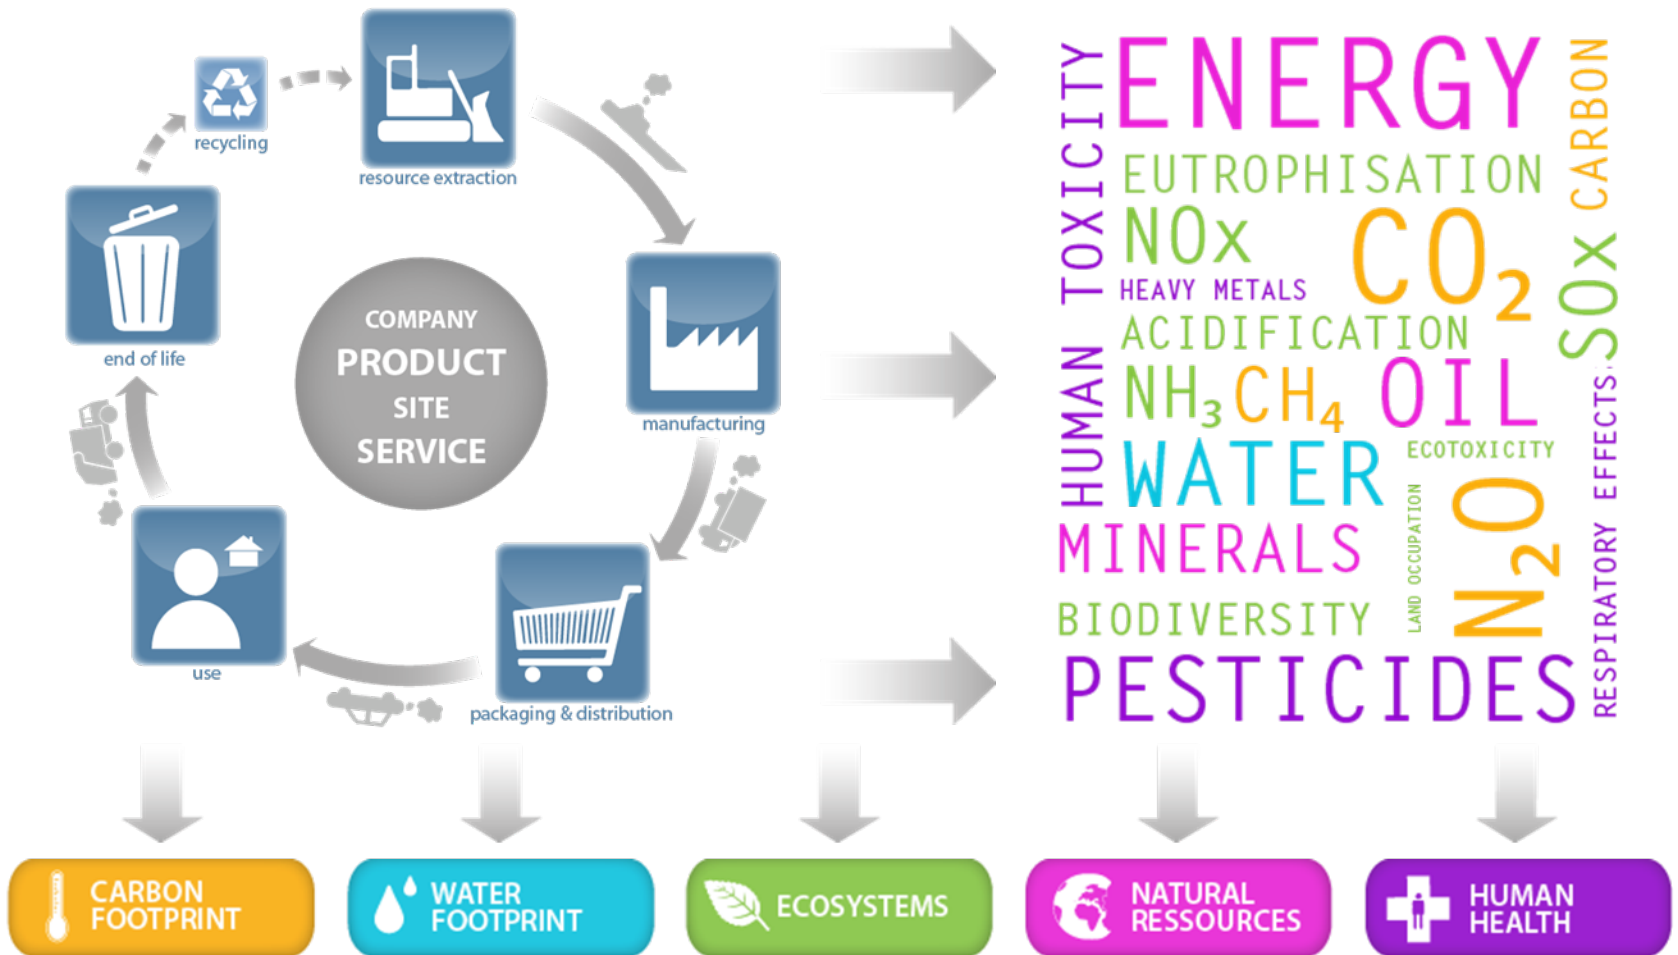 recycling
resource extraction
end of life
manufacturing
COMPANY
PRODUCT
SITE
SERVICE
use
packaging & distribution
HUMAN TOXICITY
ENERGY
CARBON
EUTROPHISATION
NOx
CO₂
SOx
HEAVY METALS
ACIDIFICATION
NH₃
CH₄
OIL
WATER
ECOTOXICITY
MINERALS
LAND OCCUPATION
N₂O
RESPIRATORY EFFECTS
BIODIVERSITY
PESTICIDES
CARBON
FOOTPRINT
WATER
FOOTPRINT
ECOSYSTEMS
NATURAL
RESSOURCES
HUMAN
HEALTH